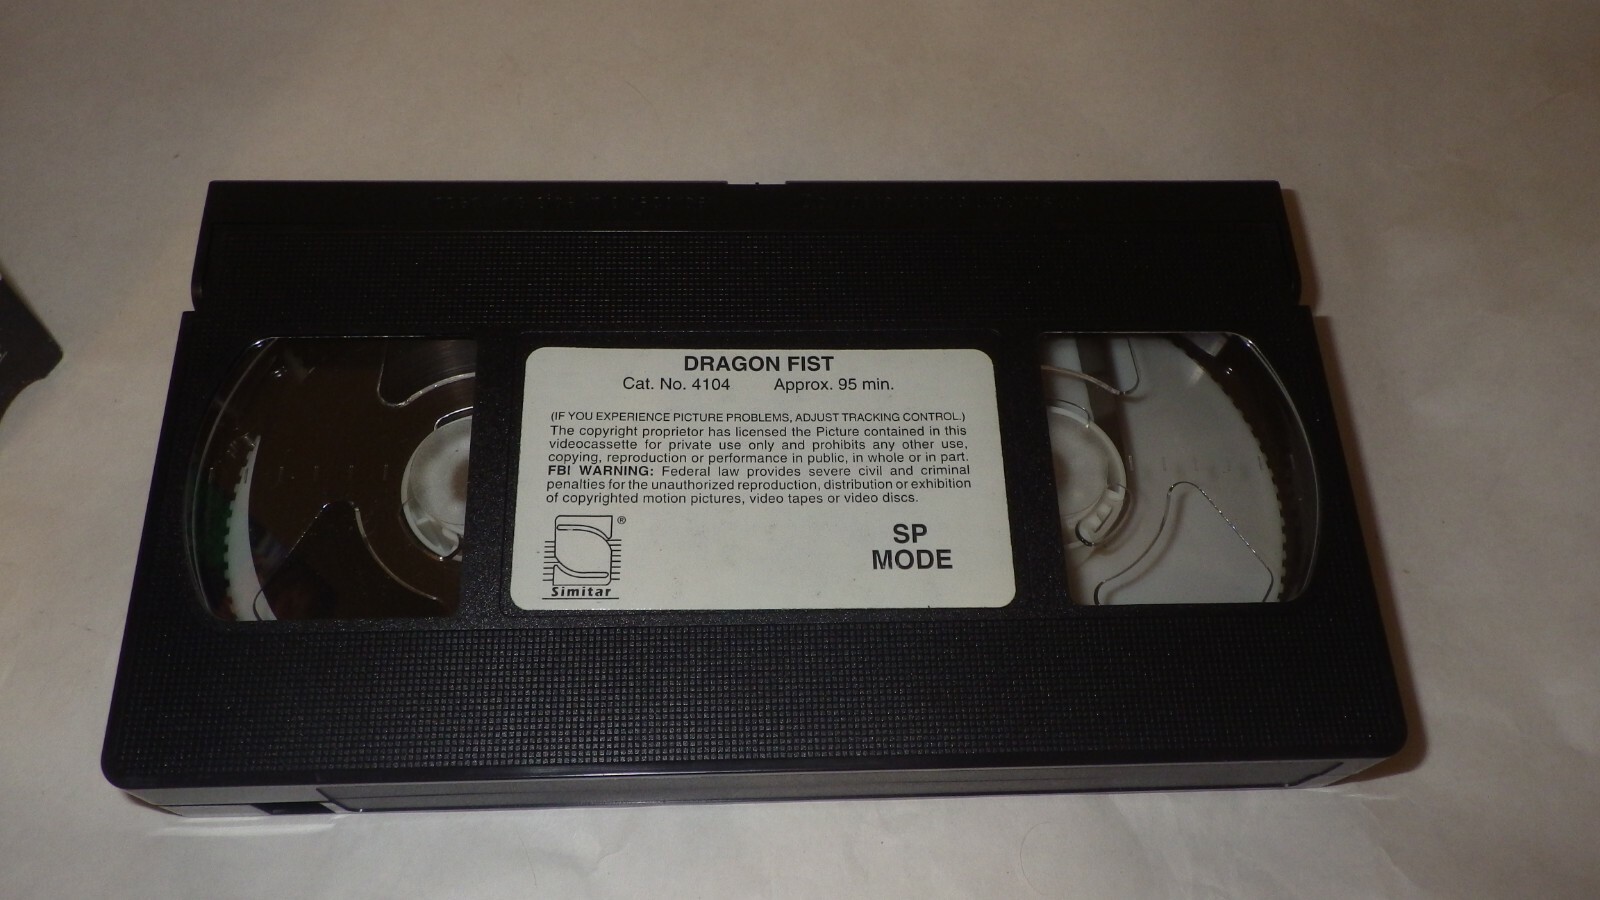 DRAGON FIST
Cat. No. 4104 Approx. 95 min.
(IF YOU EXPERIENCE PICTURE PROBLEMS, ADJUST TRACKING CONTROL.)
The copyright proprietor has licensed the Picture contained in this
videocassette for private use only and prohibits any other use,
copying, reproduction or performance in public, in whole or in part.
FBI WARNING: Federal law provides severe civil and criminal
penalties for the unauthorized reproduction, distribution or exhibition
of copyrighted motion pictures, video tapes or video discs.
®
Simitar
SP
MODE